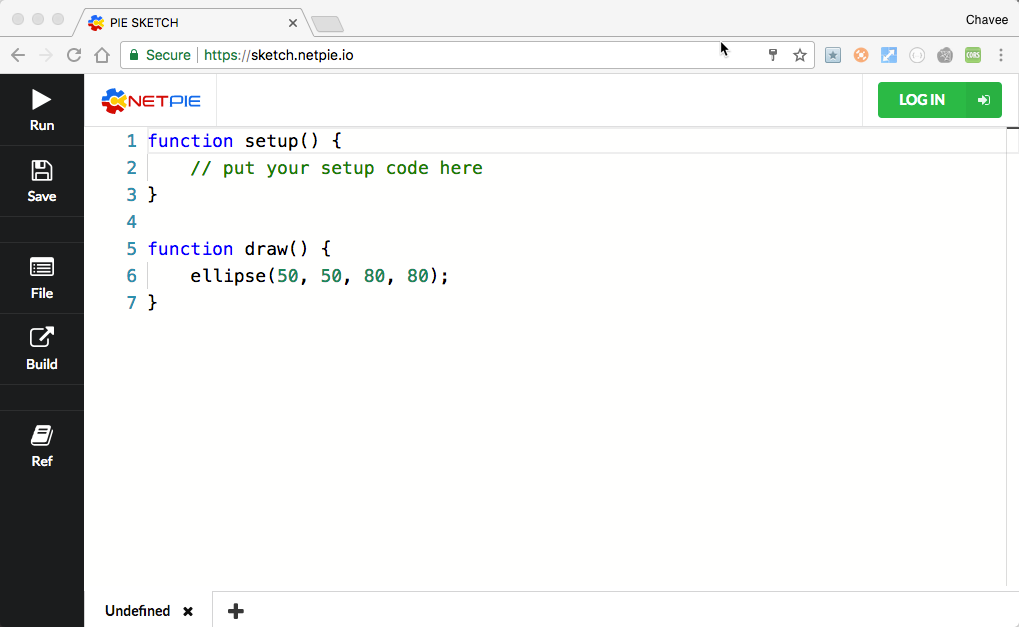 PIE SKETCH
Chavee
Secure https://sketch.netpie.io
CORS
Run
NETPIE
LOG IN
Save
File
Build
Ref
1 function setup() {
2 // put your setup code here
3 }
4
5 function draw() {
6 ellipse(50, 50, 80, 80);
7 }
Undefined